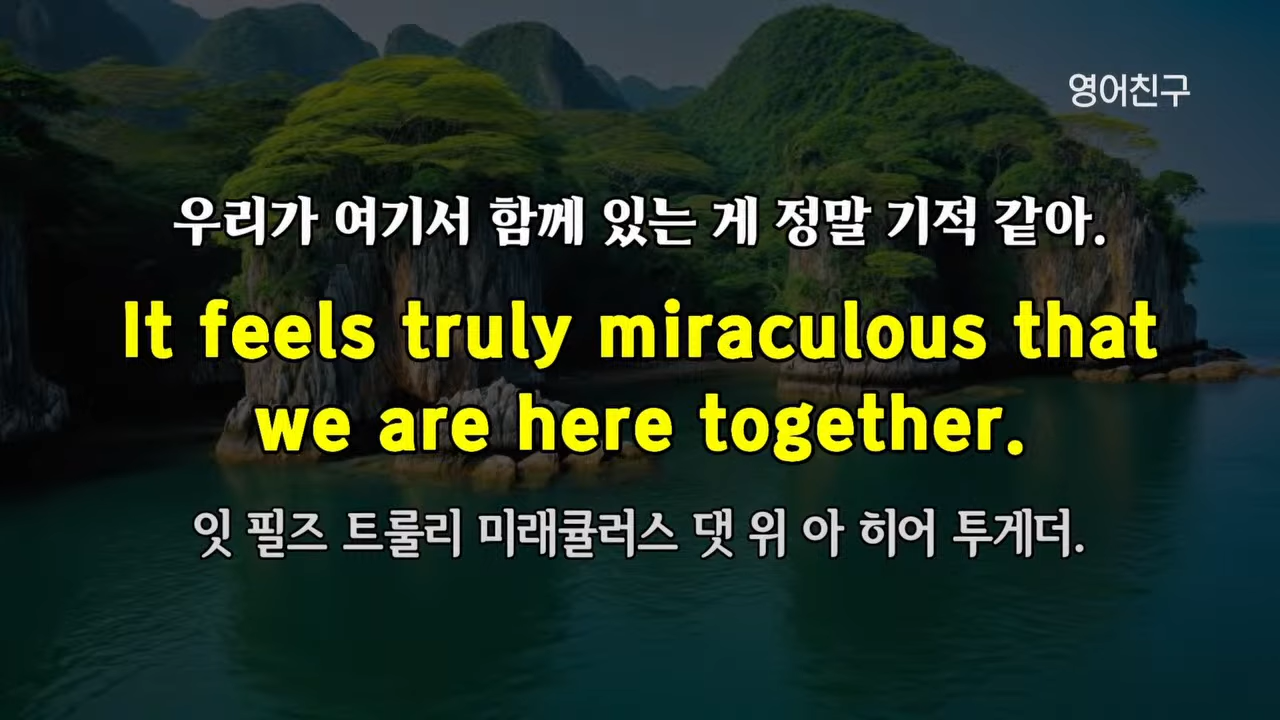 영어친구
우리가 여기서 함께 있는 게 정말 기적 같아.
It feels truly miraculous that
we are here together.
잇 필즈 트룰리 미래큘러스 댓 위 아 히어 투게더.